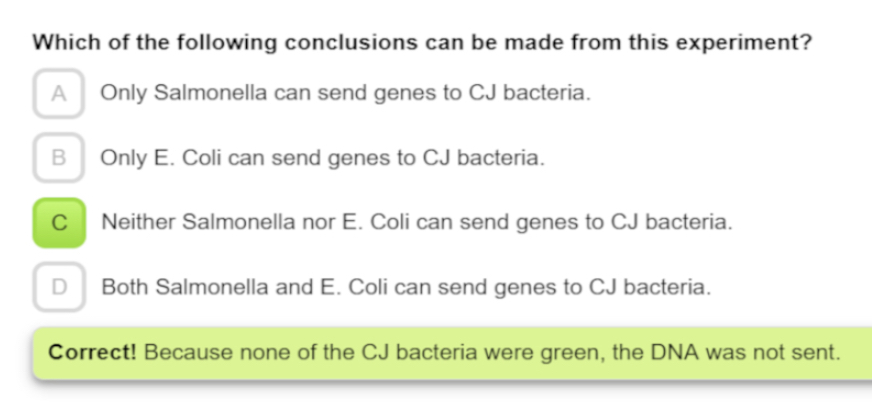 Which of the following conclusions can be made from this experiment?
A Only Salmonella can send genes to CJ bacteria.
B Only E. Coli can send genes to CJ bacteria.
C Neither Salmonella nor E. Coli can send genes to CJ bacteria.
D Both Salmonella and E. Coli can send genes to CJ bacteria.
Correct! Because none of the CJ bacteria were green, the DNA was not sent.